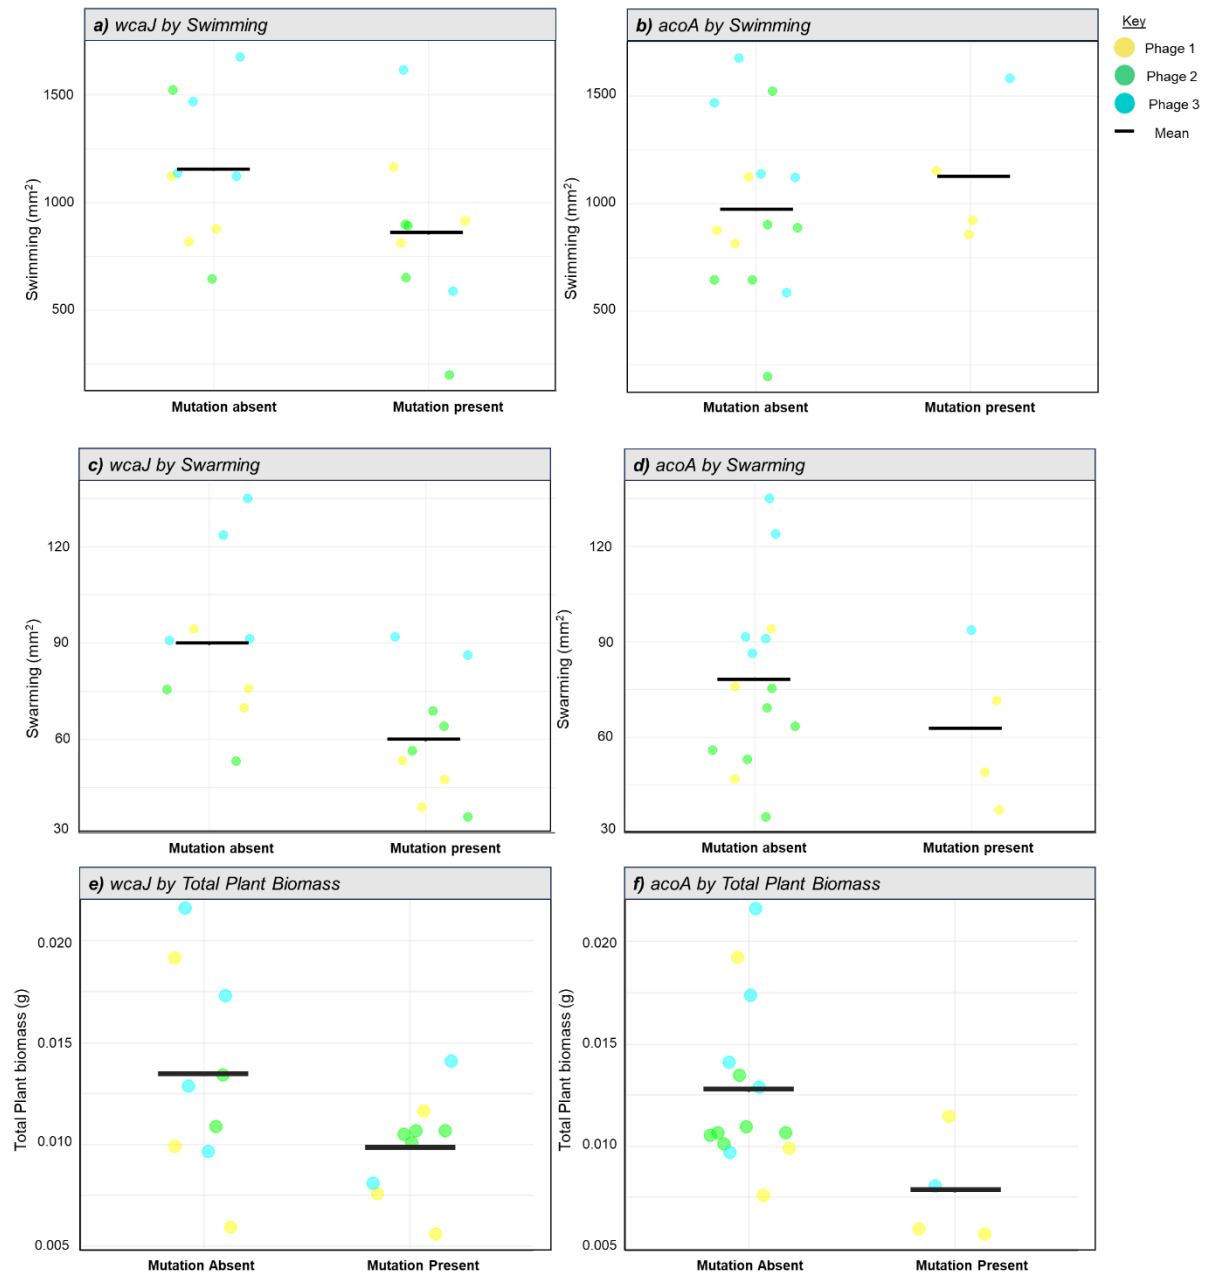 a) wcaJ by Swimming
1500
1000
500
Swimming (mm²)
Mutation absent
Mutation present
b) acoA by Swimming
1500
1000
500
Swimming (mm²)
Mutation absent
Mutation present
Key
Phage 1
Phage 2
Phage 3
Mean
c) wcaJ by Swarming
120
90
60
30
Swarming (mm²)
Mutation absent
Mutation present
d) acoA by Swarming
120
90
60
30
Swarming (mm²)
Mutation absent
Mutation present
e) wcaJ by Total Plant Biomass
0.020
0.015
0.010
0.005
Total Plant biomass (g)
Mutation Absent
Mutation Present
f) acoA by Total Plant Biomass
0.020
0.015
0.010
0.005
Total Plant biomass (g)
Mutation Absent
Mutation Present